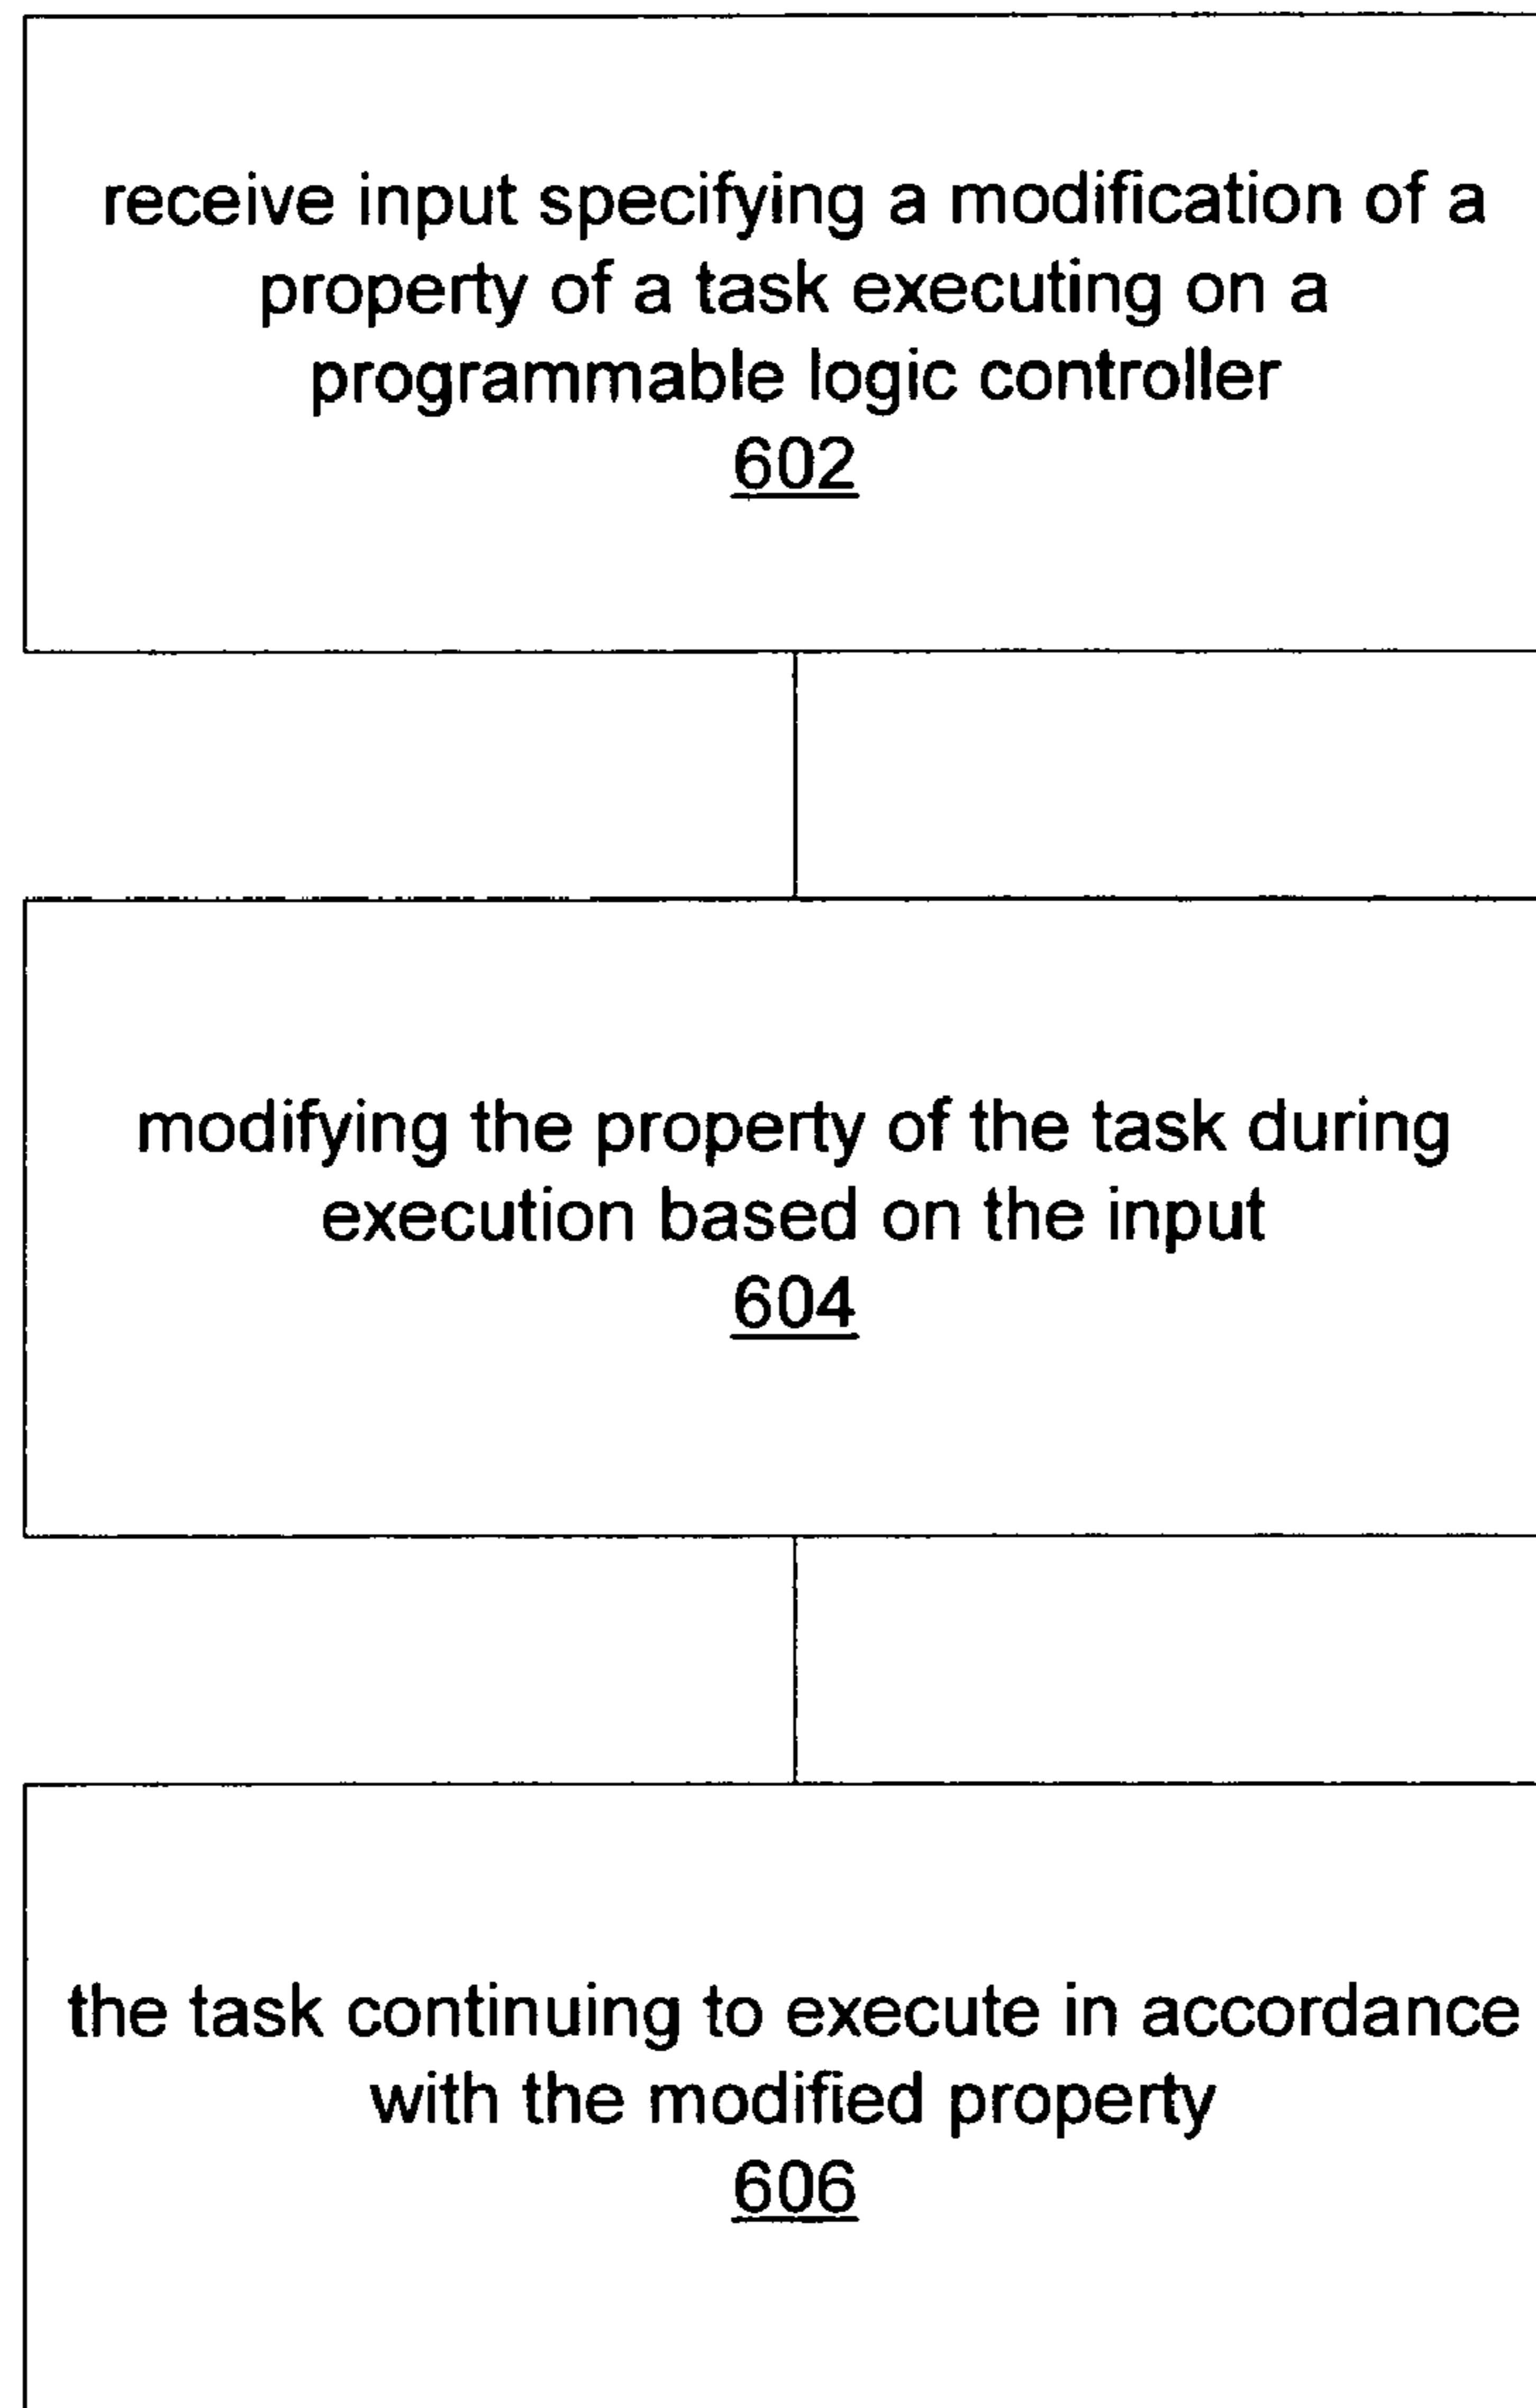 receive input specifying a modification of a
property of a task executing on a
programmable logic controller
602
modifying the property of the task during
execution based on the input
604
the task continuing to execute in accordance
with the modified property
606